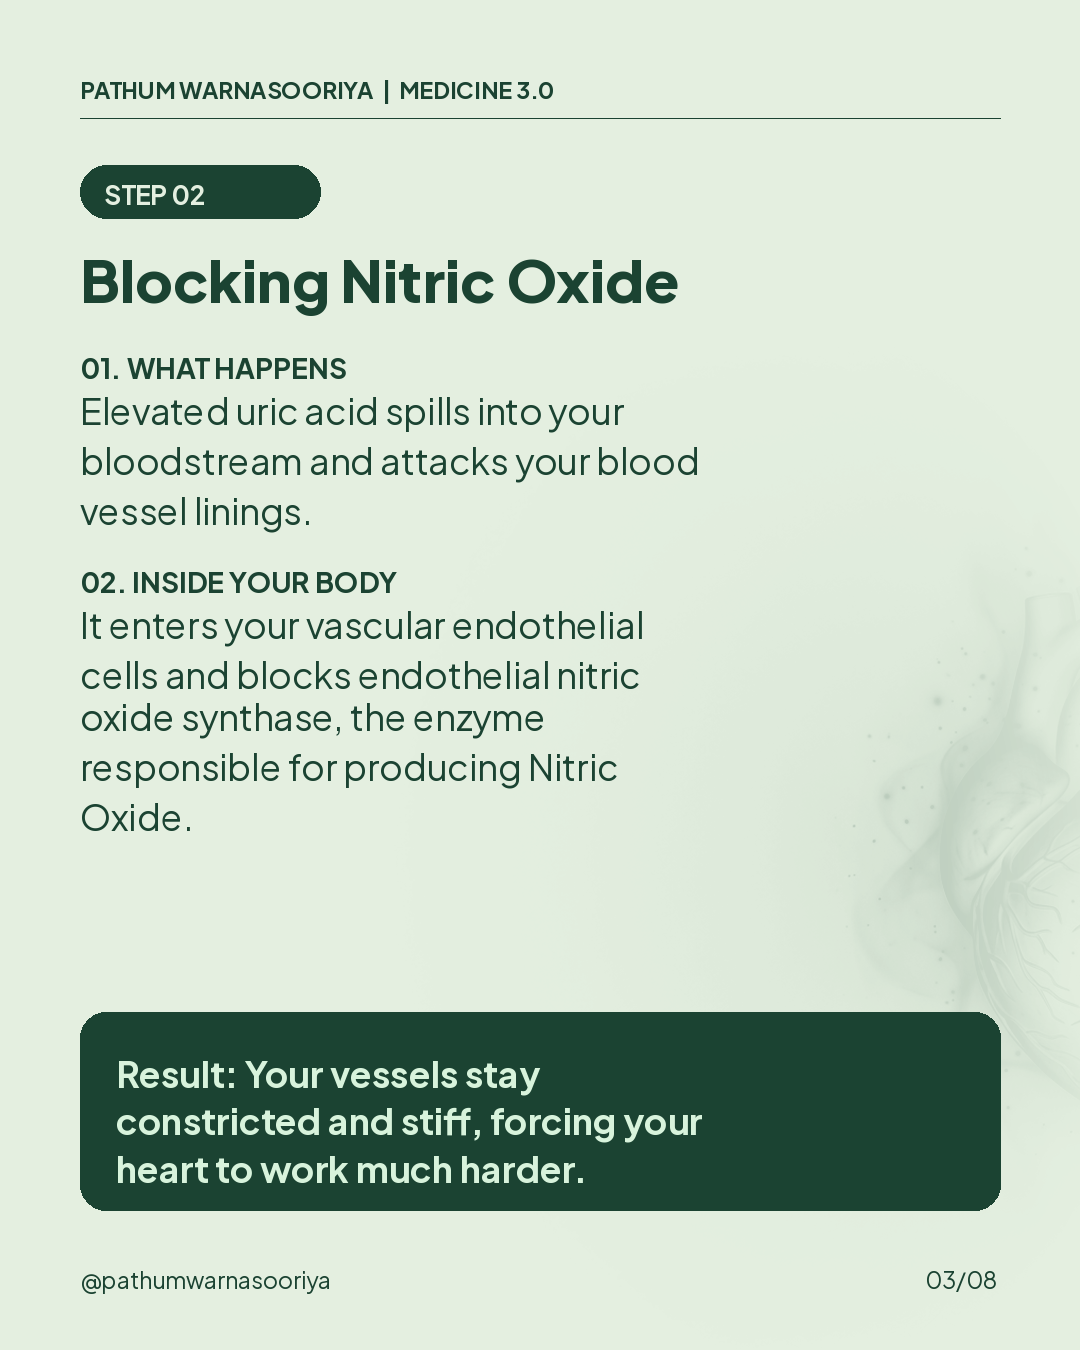 PATHUM WARNASOORIYA | MEDICINE 3.0
STEP 02
Blocking Nitric Oxide
01. WHAT HAPPENS
Elevated uric acid spills into your
bloodstream and attacks your blood
vessel linings.
02. INSIDE YOUR BODY
It enters your vascular endothelial
cells and blocks endothelial nitric
oxide synthase, the enzyme
responsible for producing Nitric
Oxide.
Result: Your vessels stay
constricted and stiff, forcing your
heart to work much harder.
@pathumwarnasooriya
03/08